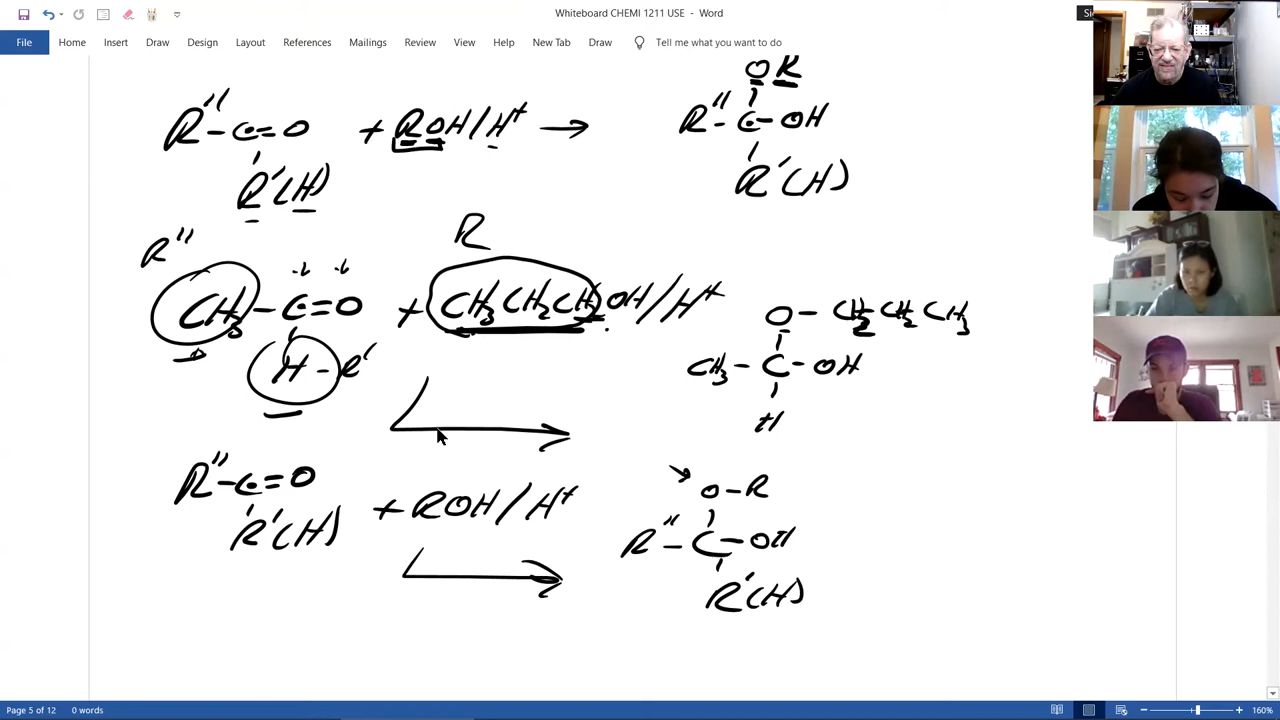 Whiteboard CHEMI 1211 USE - Word
Si
File Home Insert Draw Design Layout References Mailings Review View Help New Tab Draw Tell me what you want to do
OR
R"-C=O + ROH/H+ → R"-C-OH
R'(H) R'(H)
R" R
CH3-C=O + CH3CH2CH2OH/H+ O-CH2CH2CH3
H-R' CH3-C-OH
H
R"-C=O + ROH/H+ O-R
R'(H) R"-C-OH
R'(H)
Page 5 of 12 0 words 160%